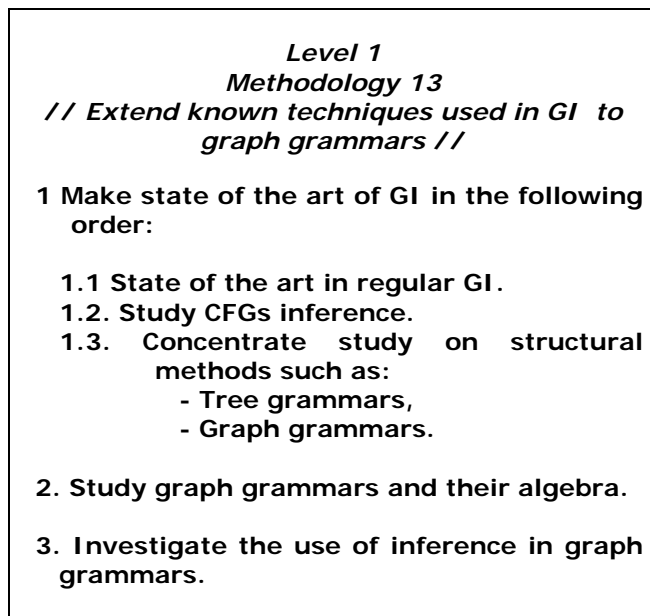 Level 1
Methodology 13
// Extend known techniques used in GI to
graph grammars //
1 Make state of the art of GI in the following
order:
1.1 State of the art in regular GI.
1.2. Study CFGs inference.
1.3. Concentrate study on structural
methods such as:
- Tree grammars,
- Graph grammars.
2. Study graph grammars and their algebra.
3. Investigate the use of inference in graph
grammars.